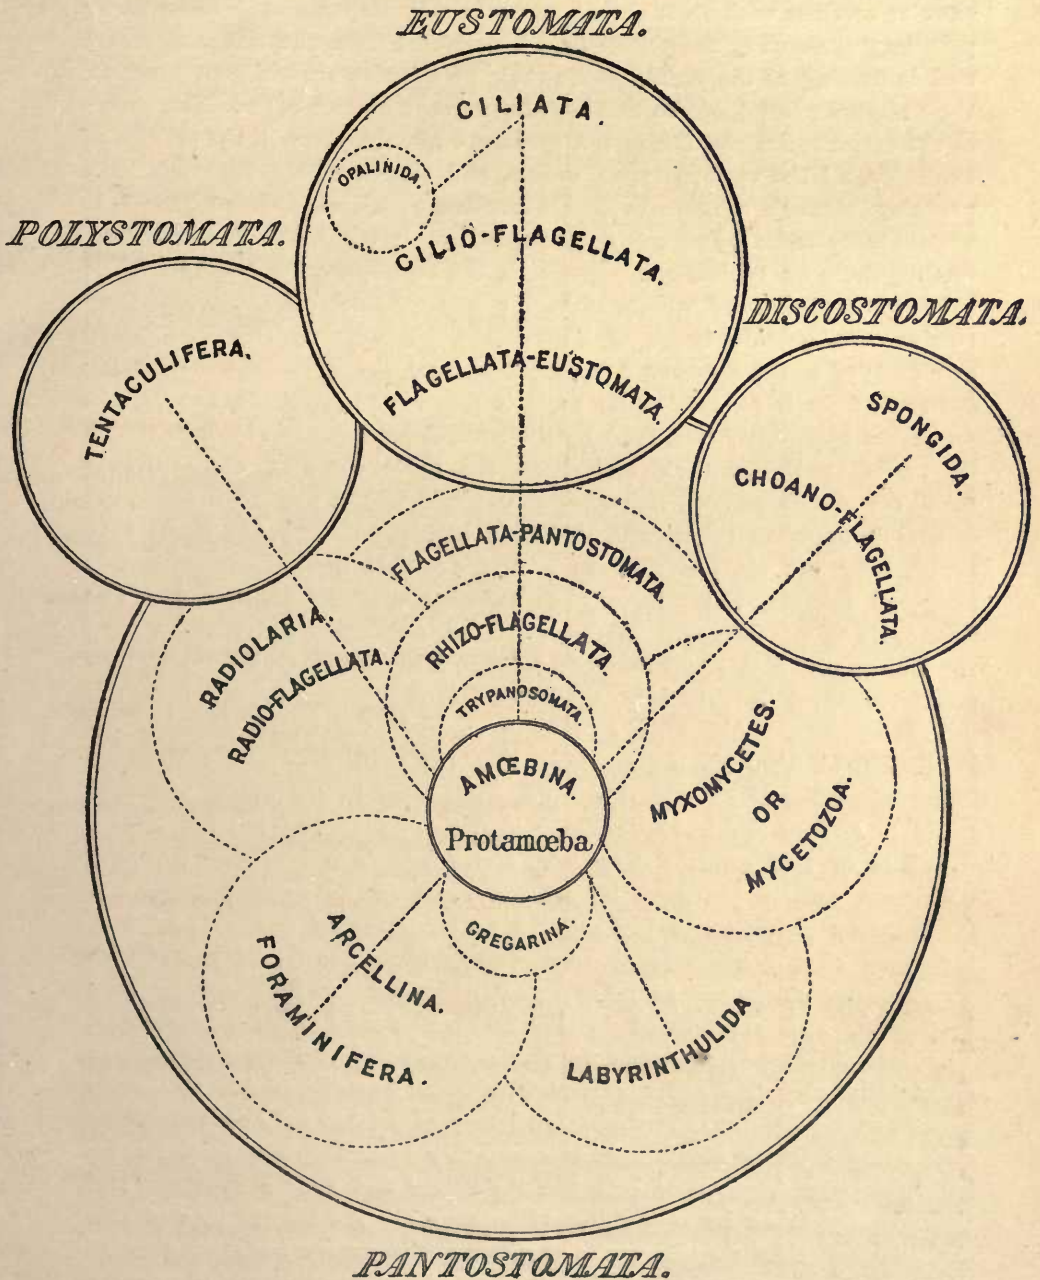 EUSTOMATA.
CILIATA.
OPALINIDA.
POLYSTOMATA.
CILIO-FLAGELLATA.
DISCOSTOMATA.
TENTACULIFERA.
FLAGELLATA-EUSTOMATA.
SPONGIDA.
CHOANO-FLAGELLATA.
FLAGELLATA-PANTOSTOMATA.
RADIOLARIA.
RHIZO-FLAGELLATA.
RADIO-FLAGELLATA.
TRYPANOSOMATA.
AMŒBINA.
Protamœba
MYXOMYCETES.
OR
MYCETOZOA.
GREGARINA.
ARCELLINA.
FORAMINIFERA.
LABYRINTHULIDA
PANTOSTOMATA.